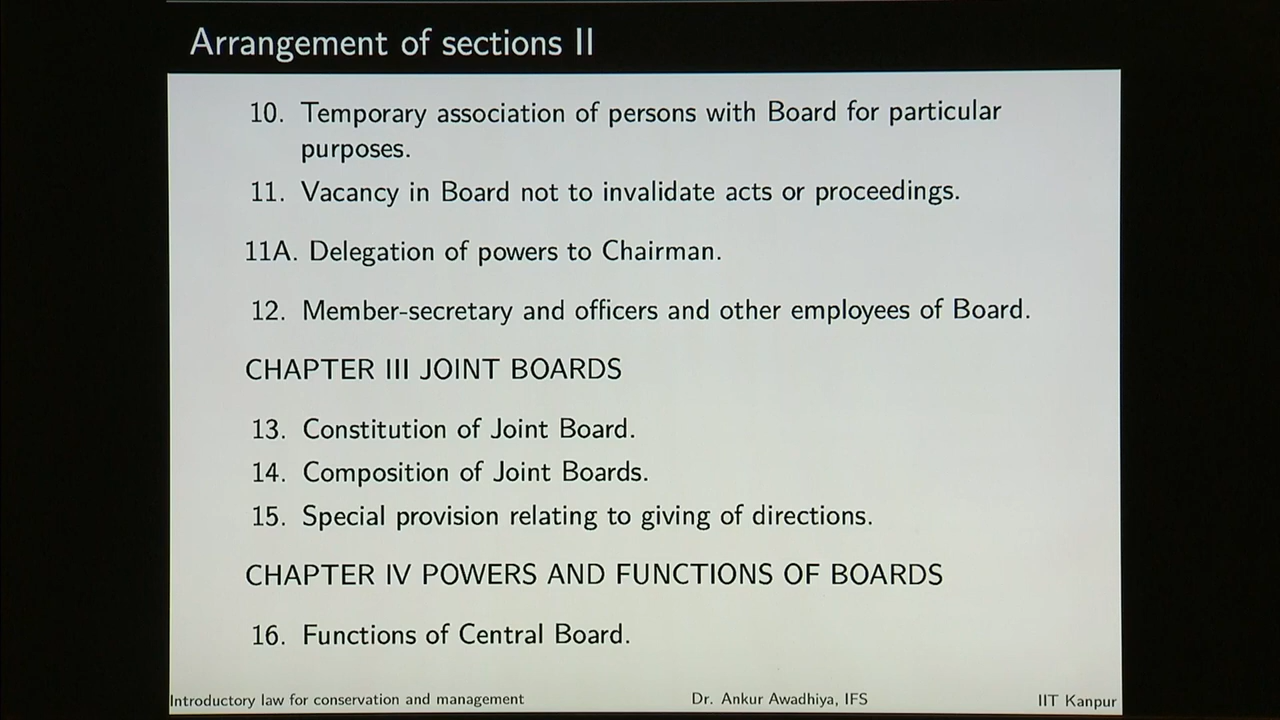 Arrangement of sections II
10. Temporary association of persons with Board for particular
purposes.
11. Vacancy in Board not to invalidate acts or proceedings.
11A. Delegation of powers to Chairman.
12. Member-secretary and officers and other employees of Board.
CHAPTER III JOINT BOARDS
13. Constitution of Joint Board.
14. Composition of Joint Boards.
15. Special provision relating to giving of directions.
CHAPTER IV POWERS AND FUNCTIONS OF BOARDS
16. Functions of Central Board.
Introductory law for conservation and management Dr. Ankur Awadhiya, IFS IIT Kanpur